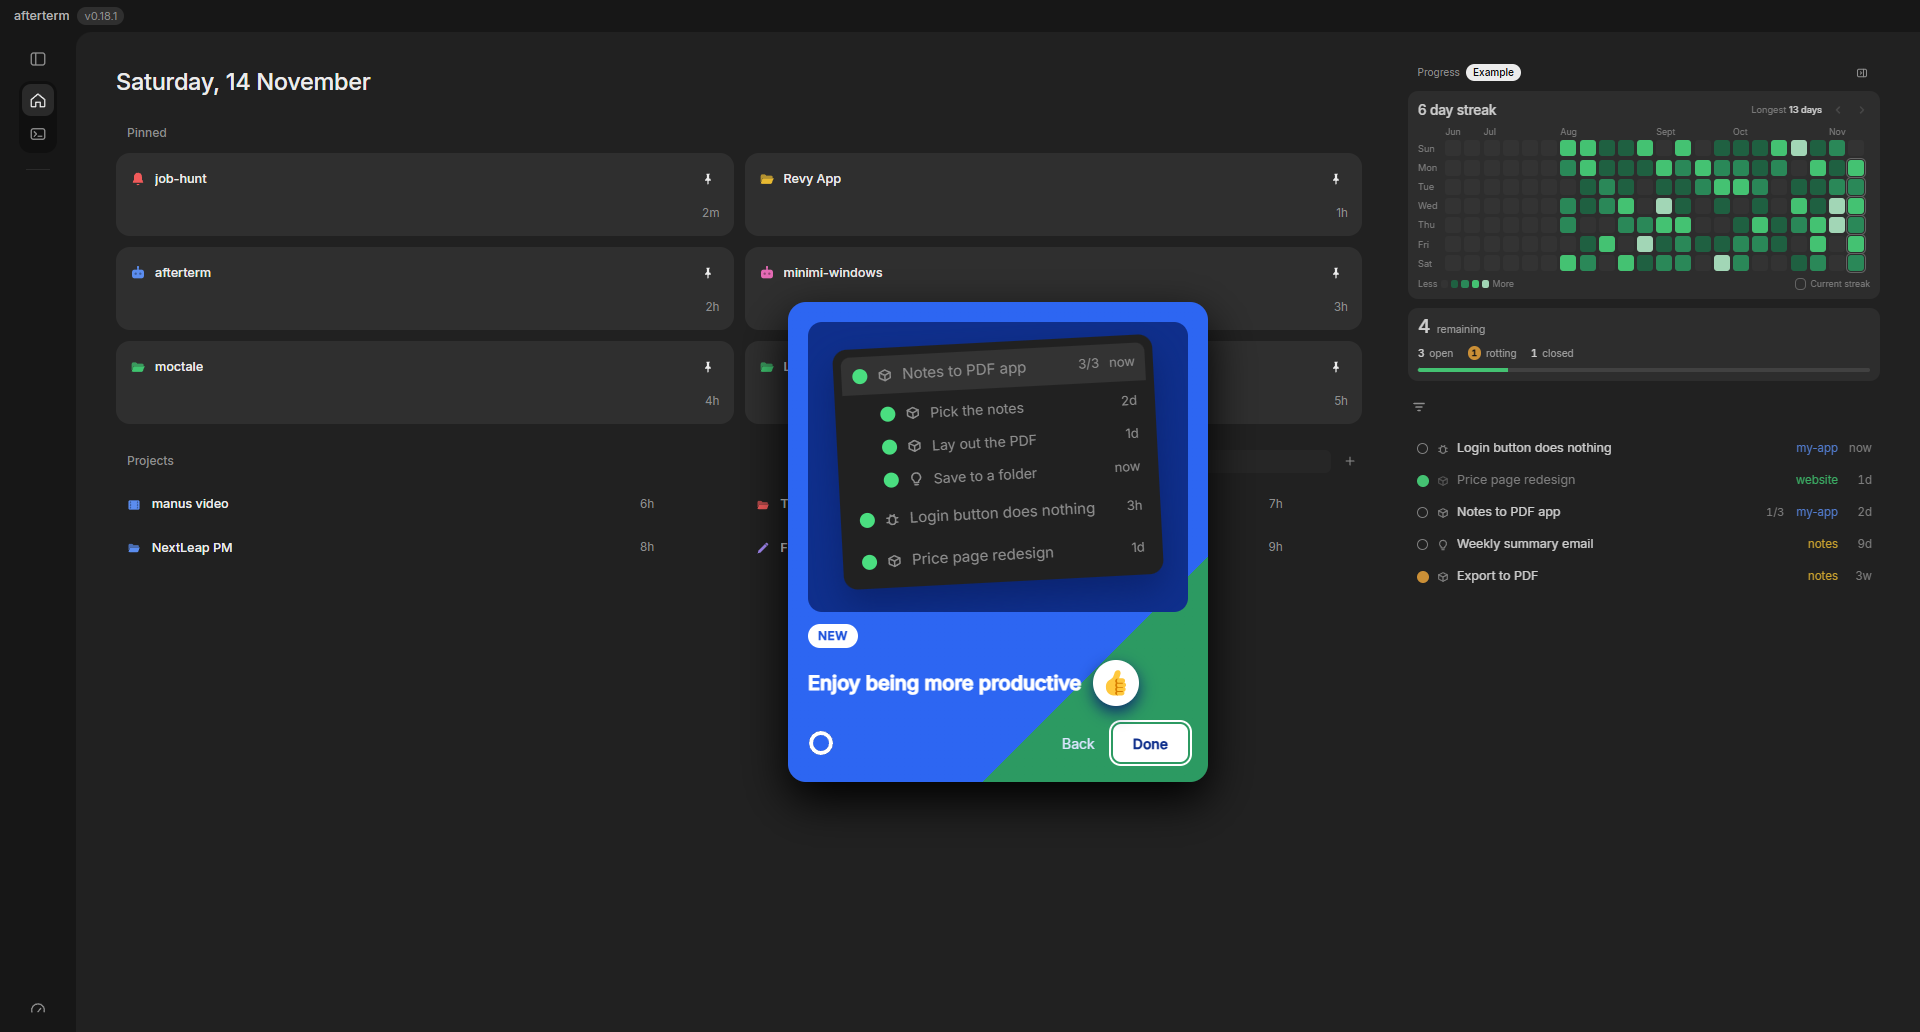 afterterm v0.18.1
Saturday, 14 November
Pinned
job-hunt
2m
Revy App
1h
afterterm
2h
minimi-windows
3h
moctale
4h
5h
Projects
manus video 6h
7h
NextLeap PM 8h
9h
Notes to PDF app 3/3 now
Pick the notes 2d
Lay out the PDF 1d
Save to a folder now
Login button does nothing 3h
Price page redesign 1d
NEW
Enjoy being more productive
Back Done
Progress Example
6 day streak Longest 13 days
Jun Jul Aug Sept Oct Nov
Sun
Mon
Tue
Wed
Thu
Fri
Sat
Less More Current streak
4 remaining
3 open 1 rotting 1 closed
Login button does nothing my-app now
Price page redesign website 1d
Notes to PDF app 1/3 my-app 2d
Weekly summary email notes 9d
Export to PDF notes 3w